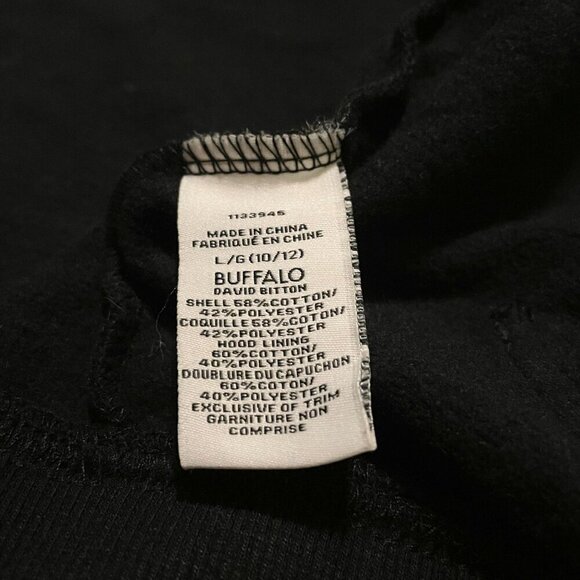 1133945
MADE IN CHINA
FABRIQUÉ EN CHINE
L/G (10/12)
BUFFALO
DAVID BITTON
SHELL 58%COTTON/
42%POLYESTER
COQUILLE 58%COTON/
42%POLYESTER
HOOD LINING
60%COTTON/
40%POLYESTER
DOUBLURE DU CAPUCHON
60%COTON/
40%POLYESTER
EXCLUSIVE OF TRIM
GARNITURE NON
COMPRISE